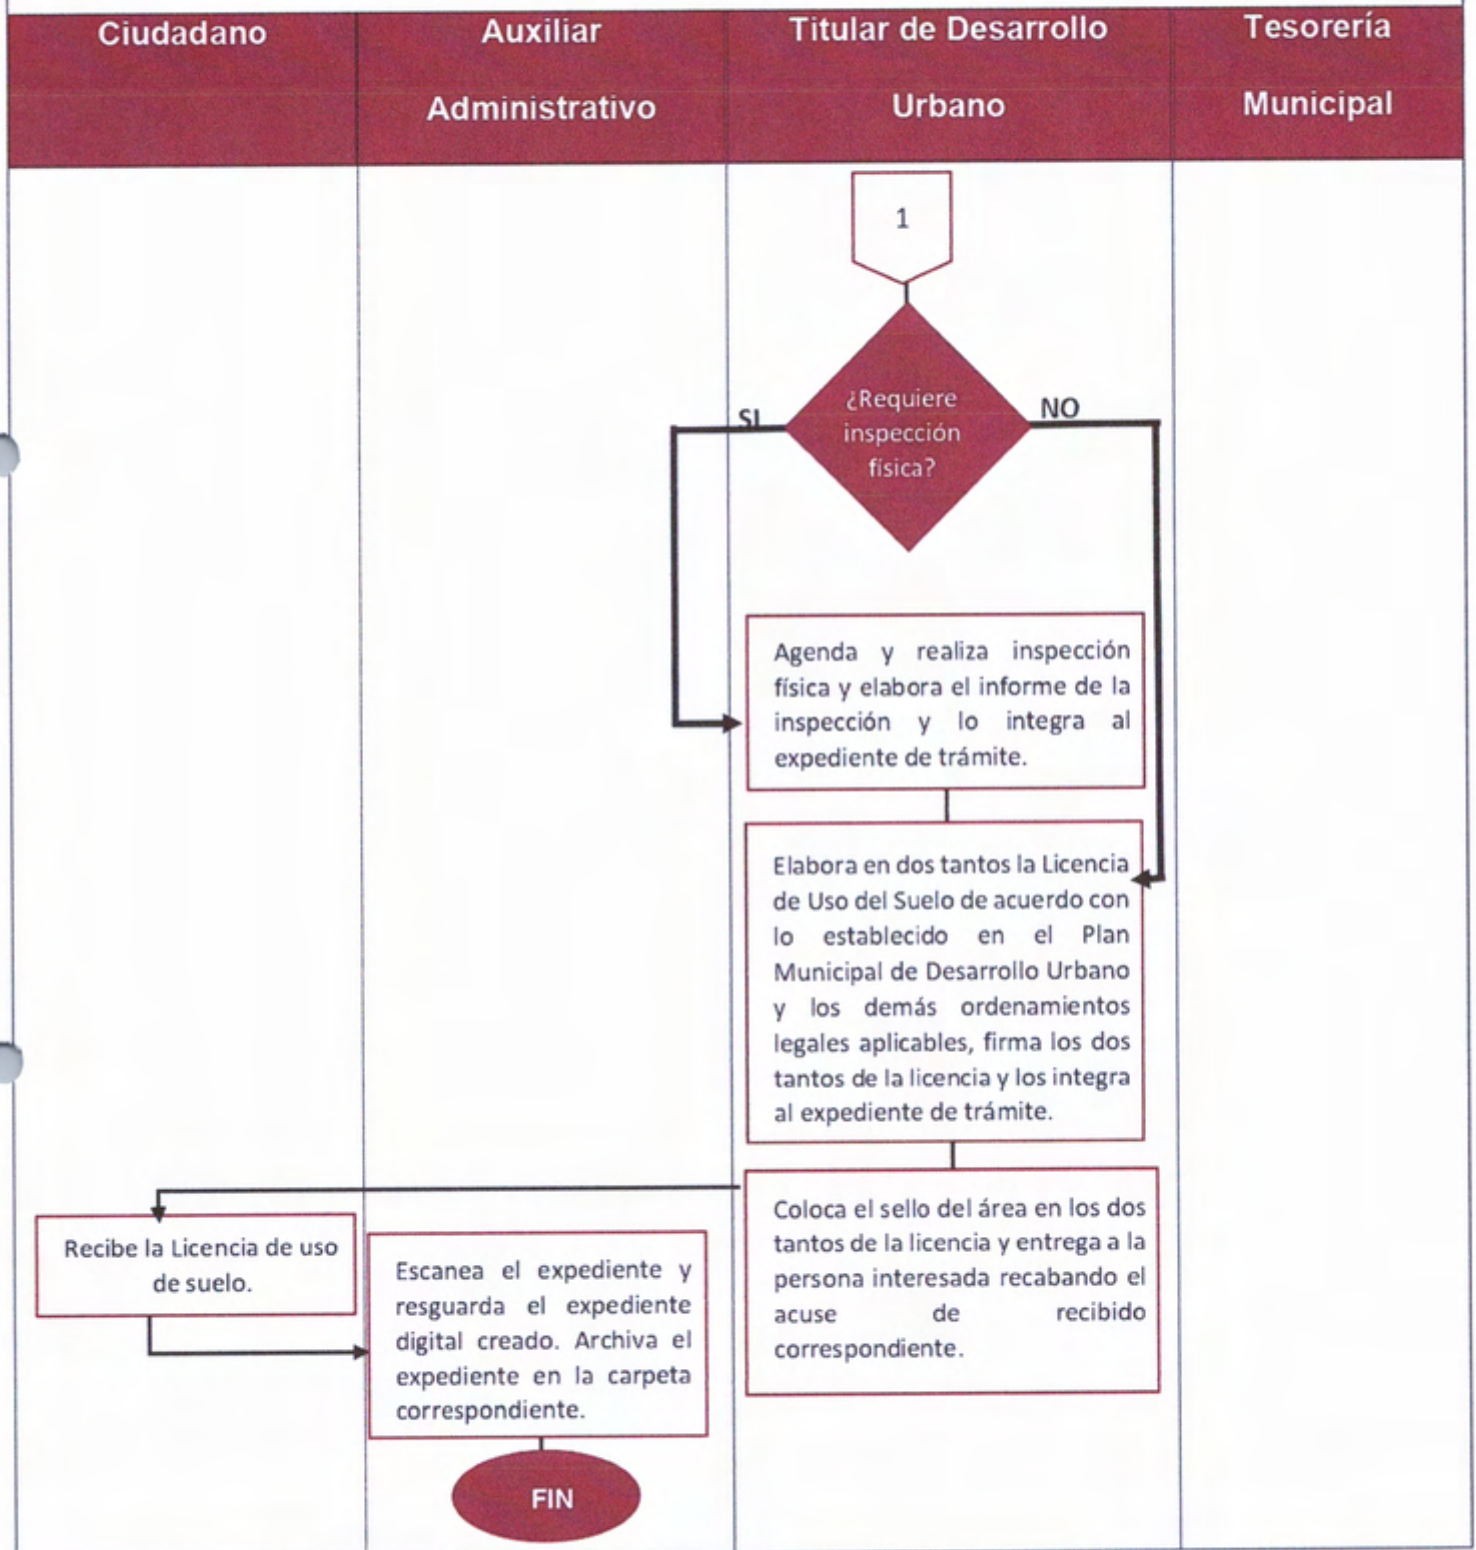 Ciudadano
Auxiliar
Administrativo
Titular de Desarrollo
Urbano
Tesorería
Municipal
1
¿Requiere
inspección
física?
SI
NO
Agenda y realiza inspección
física y elabora el informe de la
inspección y lo integra al
expediente de trámite.
Elabora en dos tantos la Licencia
de Uso del Suelo de acuerdo con
lo establecido en el Plan
Municipal de Desarrollo Urbano
y los demás ordenamientos
legales aplicables, firma los dos
tantos de la licencia y los integra
al expediente de trámite.
Coloca el sello del área en los dos
tantos de la licencia y entrega a la
persona interesada recabando el
acuse de recibido
correspondiente.
Recibe la Licencia de uso
de suelo.
Escanea el expediente y
resguarda el expediente
digital creado. Archiva el
expediente en la carpeta
correspondiente.
FIN